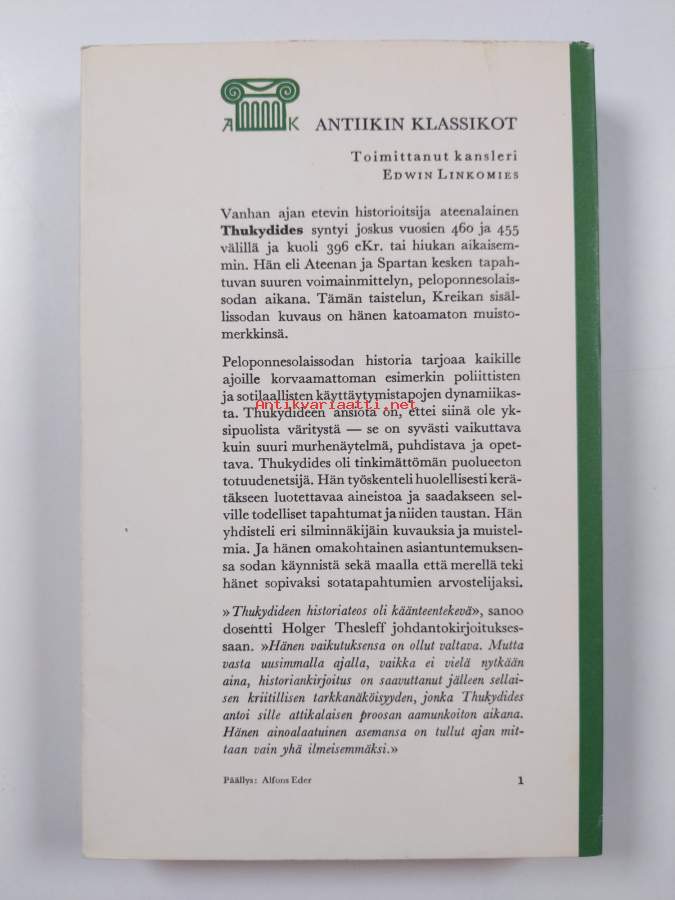 A K ANTIIKIN KLASSIKOT
Toimittanut kansleri
EDWIN LINKOMIES
Vanhan ajan etevin historioitsija ateenalainen
Thukydides syntyi joskus vuosien 460 ja 455
välillä ja kuoli 396 eKr. tai hiukan aikaisem-
min. Hän eli Ateenan ja Spartan kesken tapah-
tuvan suuren voimainmittelyn, peloponnesolais-
sodan aikana. Tämän taistelun, Kreikan sisäl-
lissodan kuvaus on hänen katoamaton muisto-
merkkinsä.
Peloponnesolaissodan historia tarjoaa kaikille
ajoille korvaamattoman esimerkin poliittisten
ja sotilaallisten käyttäytymistapojen dynamiikas-
Antikvariaatti.net
ta. Thukydideen ansiota on, ettei siinä ole yk-
sipuolista väritystä — se on syvästi vaikuttava
kuin suuri murhenäytelmä, puhdistava ja opet-
tava. Thukydides oli tinkimättömän puolueeton
totuudenetsijä. Hän työskenteli huolellisesti kerä-
täkseen luotettavaa aineistoa ja saadakseen sel-
ville todelliset tapahtumat ja niiden taustan. Hän
yhdisteli eri silminnäkijäin kuvauksia ja muistel-
mia. Ja hänen omakohtainen asiantuntemuksen-
sa sodan käynnistä sekä maalla että merellä teki
hänet sopivaksi sotatapahtumien arvostelijaksi.
»Thukydideen historiateos oli käänteentekevä», sanoo
dosentti Holger Thesleff johdantokirjoitukses-
saan. »Hänen vaikutuksensa on ollut valtava. Mutta
vasta uusimmalla ajalla, vaikka ei vielä nytkään
aina, historiankirjoitus on saavuttanut jälleen sellai-
sen kriitillisen tarkkanäköisyyden, jonka Thukydides
antoi sille attikalaisen proosan aamunkoiton aikana.
Hänen ainoalaatuinen asemansa on tullut ajan mit-
taan vain yhä ilmeisemmäksi.»
Päällys: Alfons Eder 1